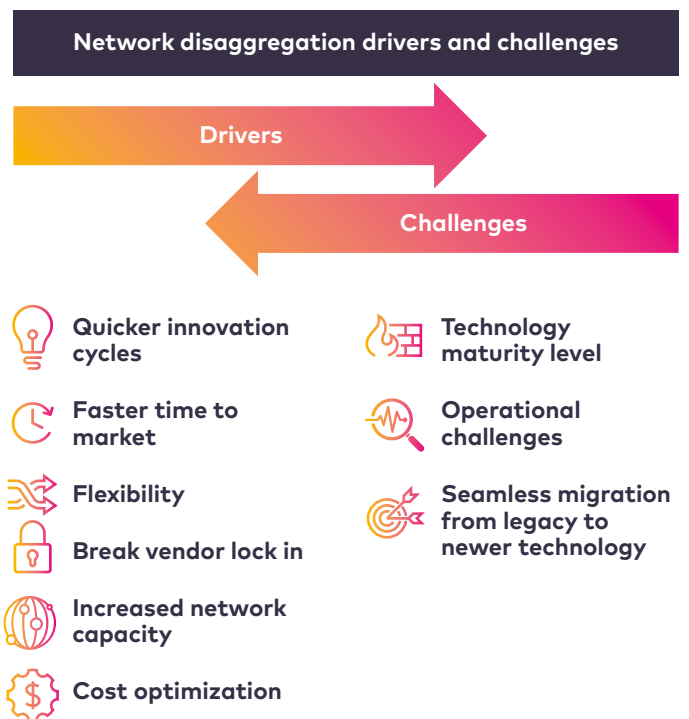 Network disaggregation drivers and challenges
Drivers
Challenges
Quicker innovation
cycles
Faster time to
market
Flexibility
Break vendor lock in
Increased network
capacity
$
Cost optimization
Technology
maturity level
Operational
challenges
Seamless migration
from legacy to
newer technology